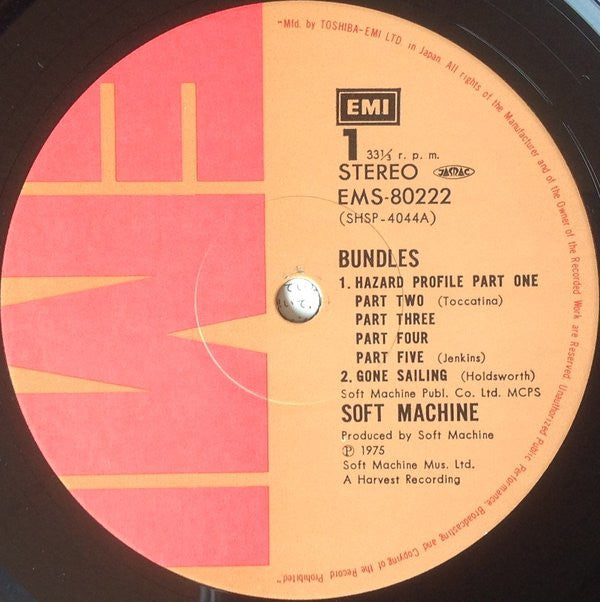 "Mfd. by TOSHIBA-EMI LTD in Japan. All rights of the Manufacturer and of the Owner of the Recorded Work are Reserved. Unauthorized Public Performance, Broadcasting and Copying of the Record Prohibited"
EMI
EMI
1 33⅓ r. p. m.
STEREO JASRAC
EMS-80222
(SHSP-4044A)
BUNDLES
1. HAZARD PROFILE PART ONE
PART TWO (Toccatina)
PART THREE
PART FOUR
PART FIVE (Jenkins)
2. GONE SAILING (Holdsworth)
Soft Machine Publ. Co. Ltd. MCPS
SOFT MACHINE
Produced by Soft Machine
Ⓟ 1975
Soft Machine Mus. Ltd.
A Harvest Recording